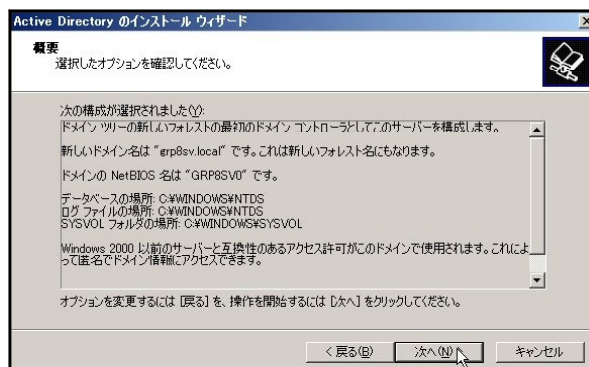 Active Directory のインストール ウィザード
概要
選択したオプションを確認してください。
次の構成が選択されました(Y):
ドメイン ツリーの新しいフォレストの最初のドメイン コントローラとしてこのサーバーを構成します。
新しいドメイン名は "grp8sv.local" です。これは新しいフォレスト名にもなります。
ドメインの NetBIOS 名は "GRP8SV0" です。
データベースの場所: C:¥WINDOWS¥NTDS
ログ ファイルの場所: C:¥WINDOWS¥NTDS
SYSVOL フォルダの場所: C:¥WINDOWS¥SYSVOL
Windows 2000 以前のサーバーと互換性のあるアクセス許可がこのドメインで使用されます。これによ
って匿名でドメイン情報にアクセスできます。
オプションを変更するには [戻る] を、操作を開始するには [次へ] をクリックしてください。
< 戻る(B) 次へ(N) > キャンセル